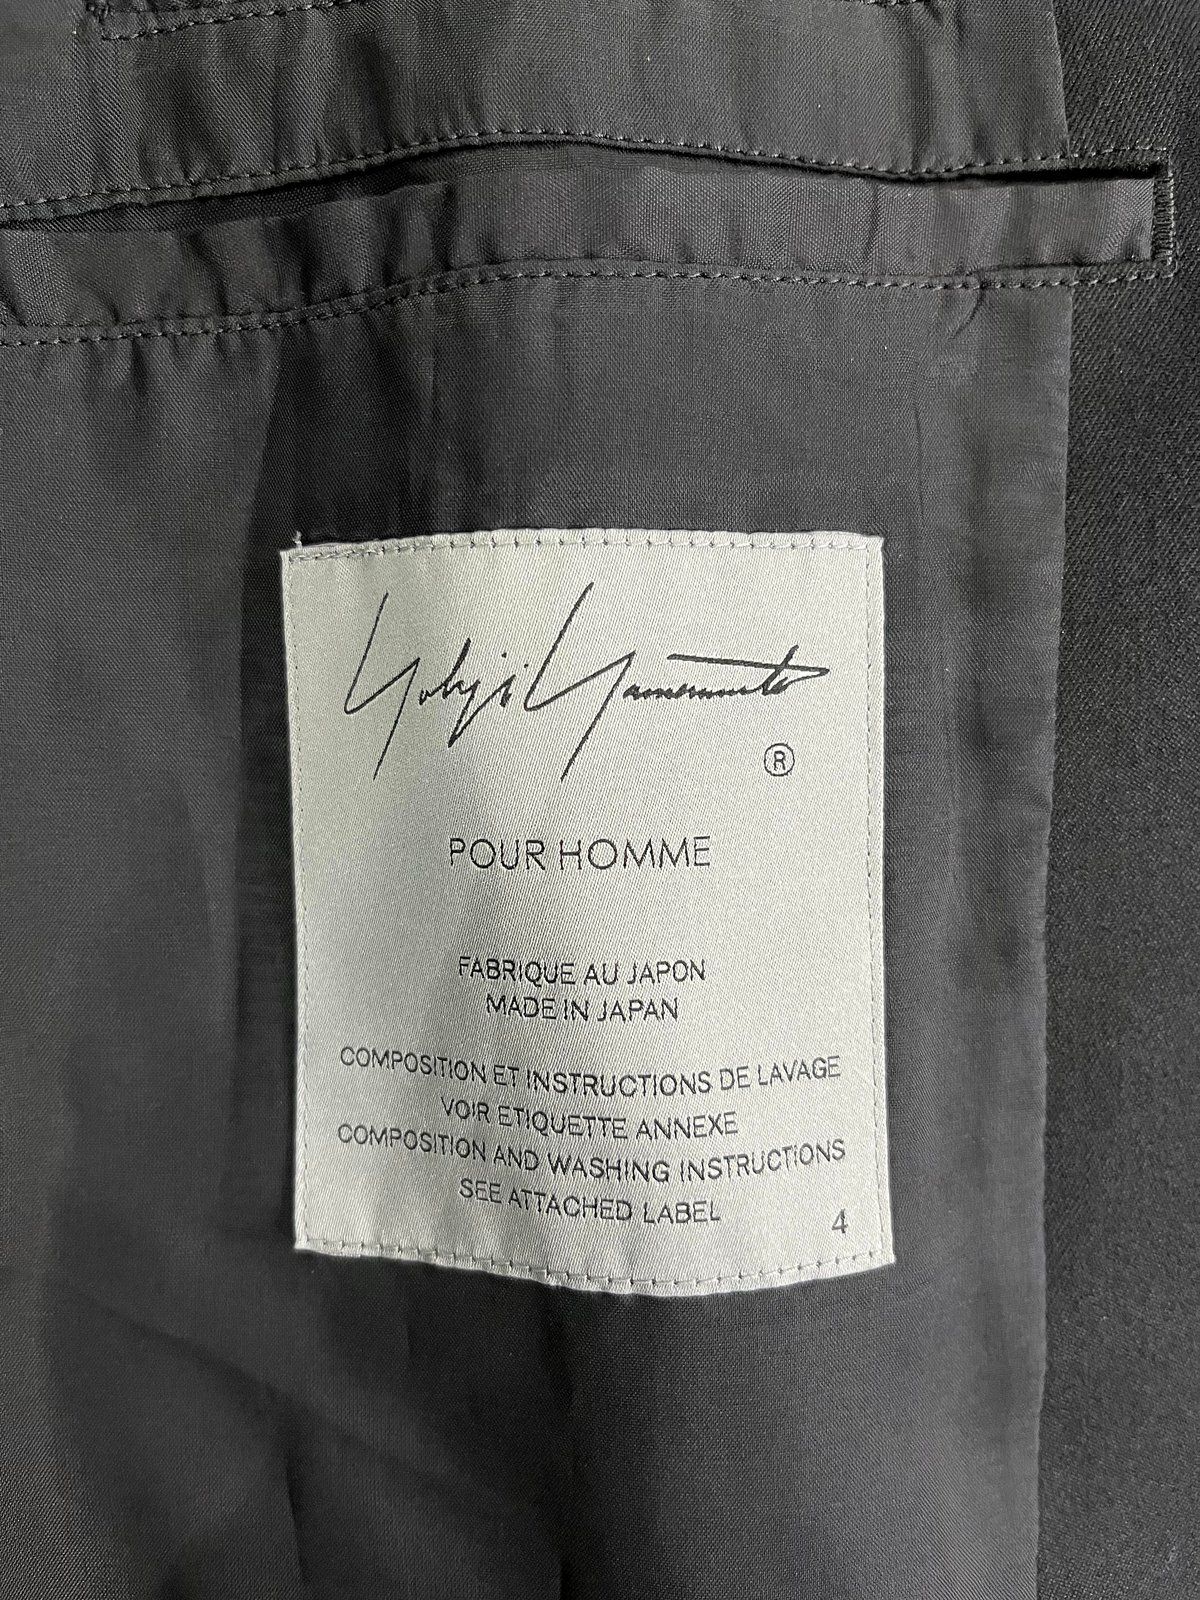 Yohji Yamamoto
®
POUR HOMME
FABRIQUE AU JAPON
MADE IN JAPAN
COMPOSITION ET INSTRUCTIONS DE LAVAGE
VOIR ETIQUETTE ANNEXE
COMPOSITION AND WASHING INSTRUCTIONS
SEE ATTACHED LABEL
4